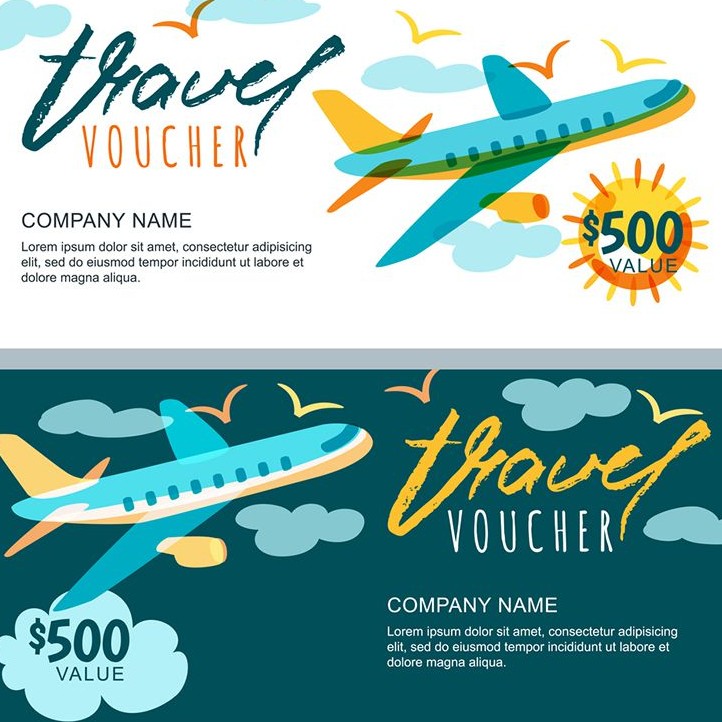 travel
VOUCHER
COMPANY NAME
Lorem ipsum dolor sit amet, consectetur adipisicing
elit, sed do eiusmod tempor incididunt ut labore et
dolore magna aliqua.
$500
VALUE
travel
VOUCHER
COMPANY NAME
Lorem ipsum dolor sit amet, consectetur adipisicing
elit, sed do eiusmod tempor incididunt ut labore et
dolore magna aliqua.
$500
VALUE